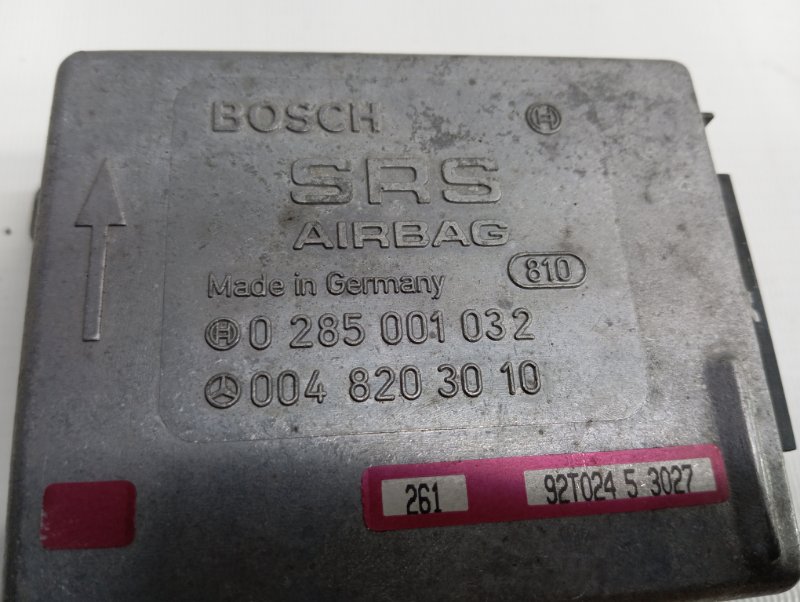 BOSCH
SRS
AIRBAG
Made in Germany 810
0 285 001 032
004 820 30 10
261 92T024 5-3027